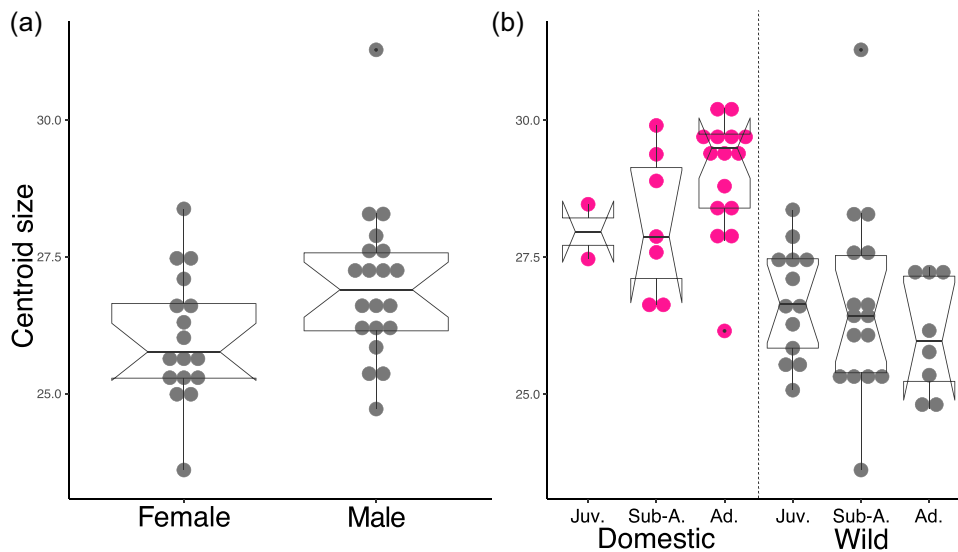 (a)
Centroid size
30.0
27.5
25.0
Female Male
(b)
30.0
27.5
25.0
Juv. Sub-A. Ad. Juv. Sub-A. Ad.
Domestic Wild